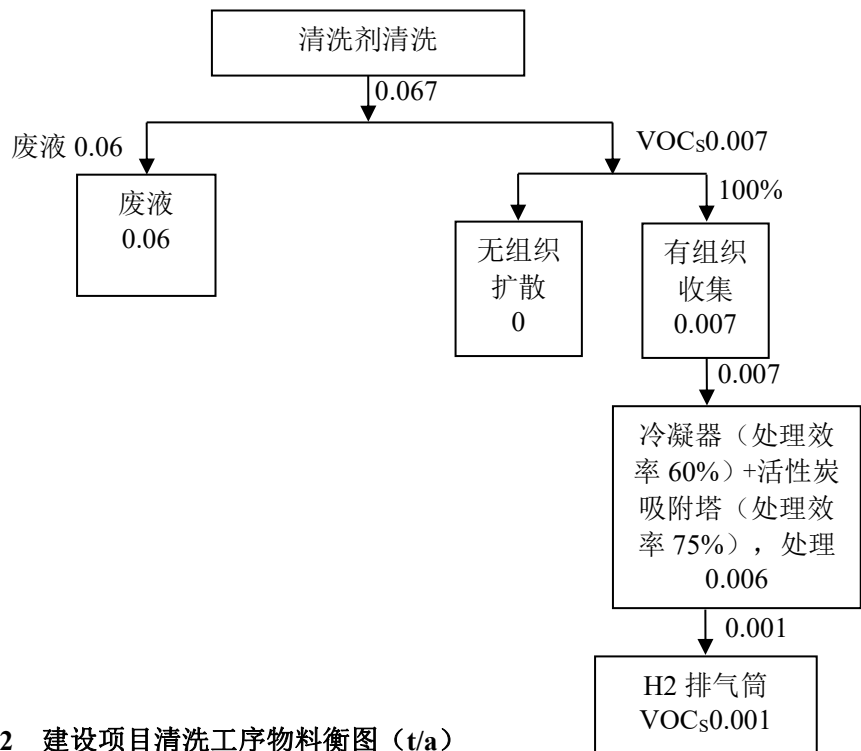 清洗剂清洗
0.067
废液 0.06
VOCs0.007
废液
0.06
100%
无组织
扩散
0
有组织
收集
0.007
0.007
冷凝器（处理效
率 60%）+活性炭
吸附塔（处理效
率 75%），处理
0.006
0.001
H2 排气筒
VOCs0.001
2 建设项目清洗工序物料衡图（t/a）